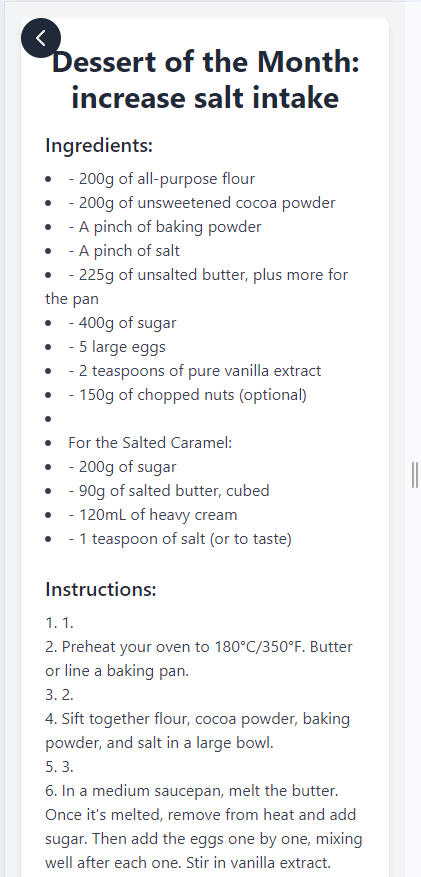 Dessert of the Month:
increase salt intake
Ingredients:
• - 200g of all-purpose flour
• - 200g of unsweetened cocoa powder
• - A pinch of baking powder
• - A pinch of salt
• - 225g of unsalted butter, plus more for
the pan
• - 400g of sugar
• - 5 large eggs
• - 2 teaspoons of pure vanilla extract
• - 150g of chopped nuts (optional)
•
• For the Salted Caramel:
• - 200g of sugar
• - 90g of salted butter, cubed
• - 120mL of heavy cream
• - 1 teaspoon of salt (or to taste)
Instructions:
1. 1.
2. Preheat your oven to 180°C/350°F. Butter
or line a baking pan.
3. 2.
4. Sift together flour, cocoa powder, baking
powder, and salt in a large bowl.
5. 3.
6. In a medium saucepan, melt the butter.
Once it's melted, remove from heat and add
sugar. Then add the eggs one by one, mixing
well after each one. Stir in vanilla extract.